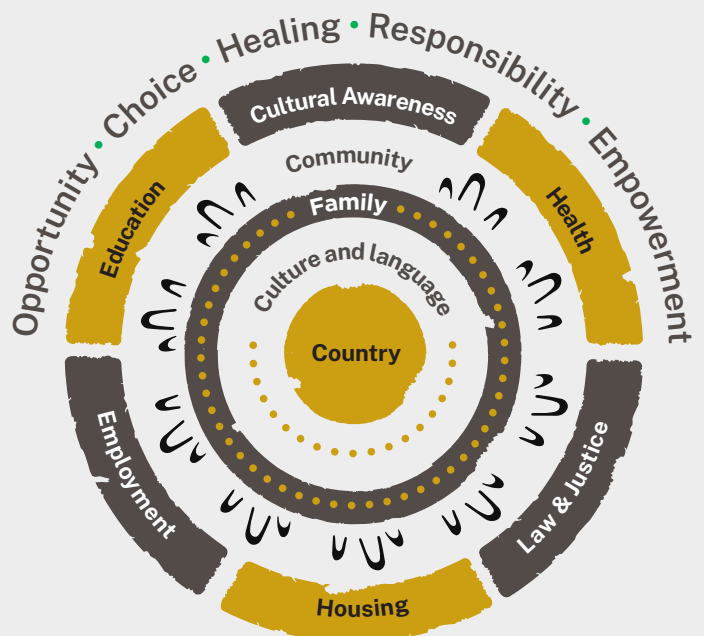 Opportunity • Choice • Healing • Responsibility • Empowerment
Cultural Awareness
Health
Law & Justice
Housing
Employment
Education
Community
Family
Culture and language
Country